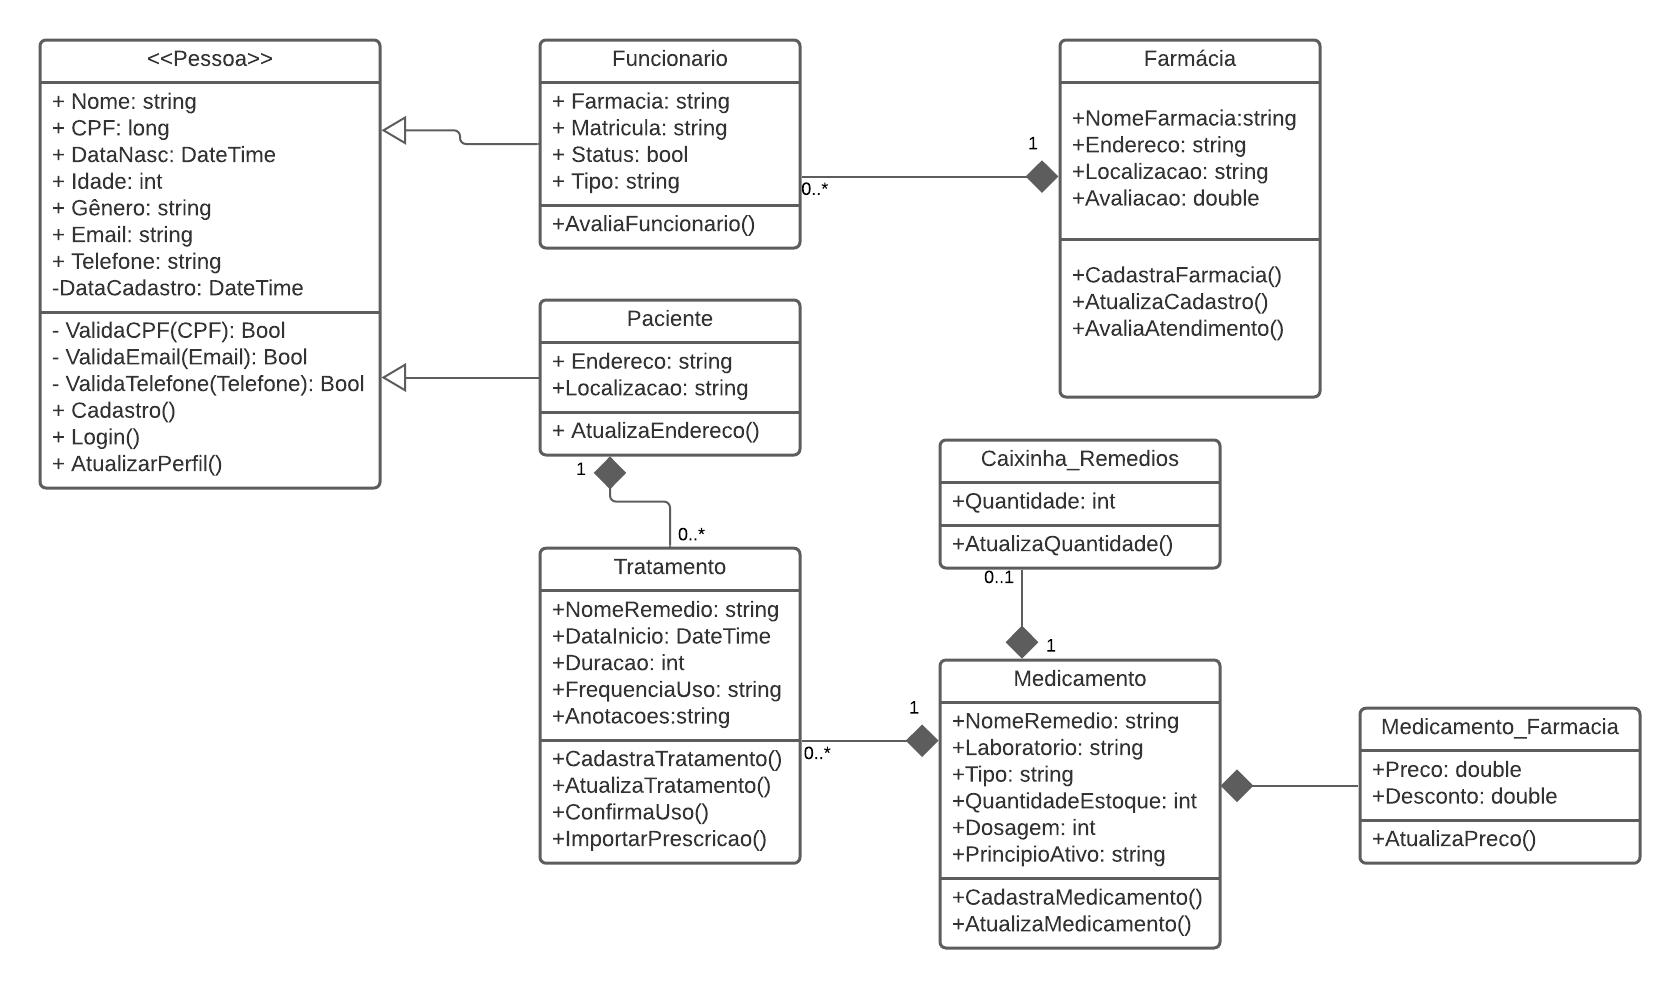 <<Pessoa>>
+ Nome: string
+ CPF: long
+ DataNasc: DateTime
+ Idade: int
+ Gênero: string
+ Email: string
+ Telefone: string
-DataCadastro: DateTime
- ValidaCPF(CPF): Bool
- ValidaEmail(Email): Bool
- ValidaTelefone(Telefone): Bool
+ Cadastro()
+ Login()
+ AtualizarPerfil()
Funcionario
+ Farmacia: string
+ Matricula: string
+ Status: bool
+ Tipo: string
+AvaliaFuncionario()
0..*
1
Farmácia
+NomeFarmacia:string
+Endereco: string
+Localizacao: string
+Avaliacao: double
+CadastraFarmacia()
+AtualizaCadastro()
+AvaliaAtendimento()
Paciente
+ Endereco: string
+Localizacao: string
+ AtualizaEndereco()
1
0..*
Tratamento
+NomeRemedio: string
+DataInicio: DateTime
+Duracao: int
+FrequenciaUso: string
+Anotacoes:string
+CadastraTratamento()
+AtualizaTratamento()
+ConfirmaUso()
+ImportarPrescricao()
0..*
1
Caixinha_Remedios
+Quantidade: int
+AtualizaQuantidade()
0..1
1
Medicamento
+NomeRemedio: string
+Laboratorio: string
+Tipo: string
+QuantidadeEstoque: int
+Dosagem: int
+PrincipioAtivo: string
+CadastraMedicamento()
+AtualizaMedicamento()
Medicamento_Farmacia
+Preco: double
+Desconto: double
+AtualizaPreco()